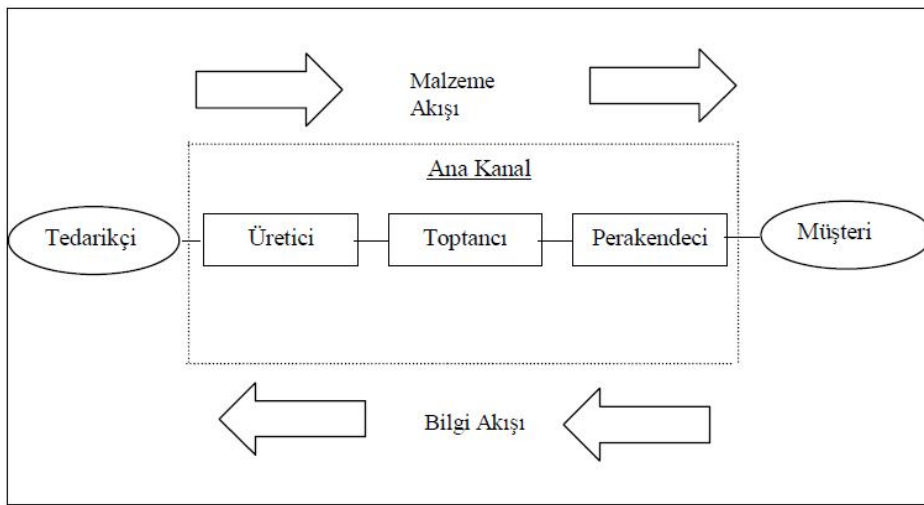 Malzeme
Akışı
Ana Kanal
Tedarikçi
Üretici
Toptancı
Perakendeci
Müşteri
Bilgi Akışı